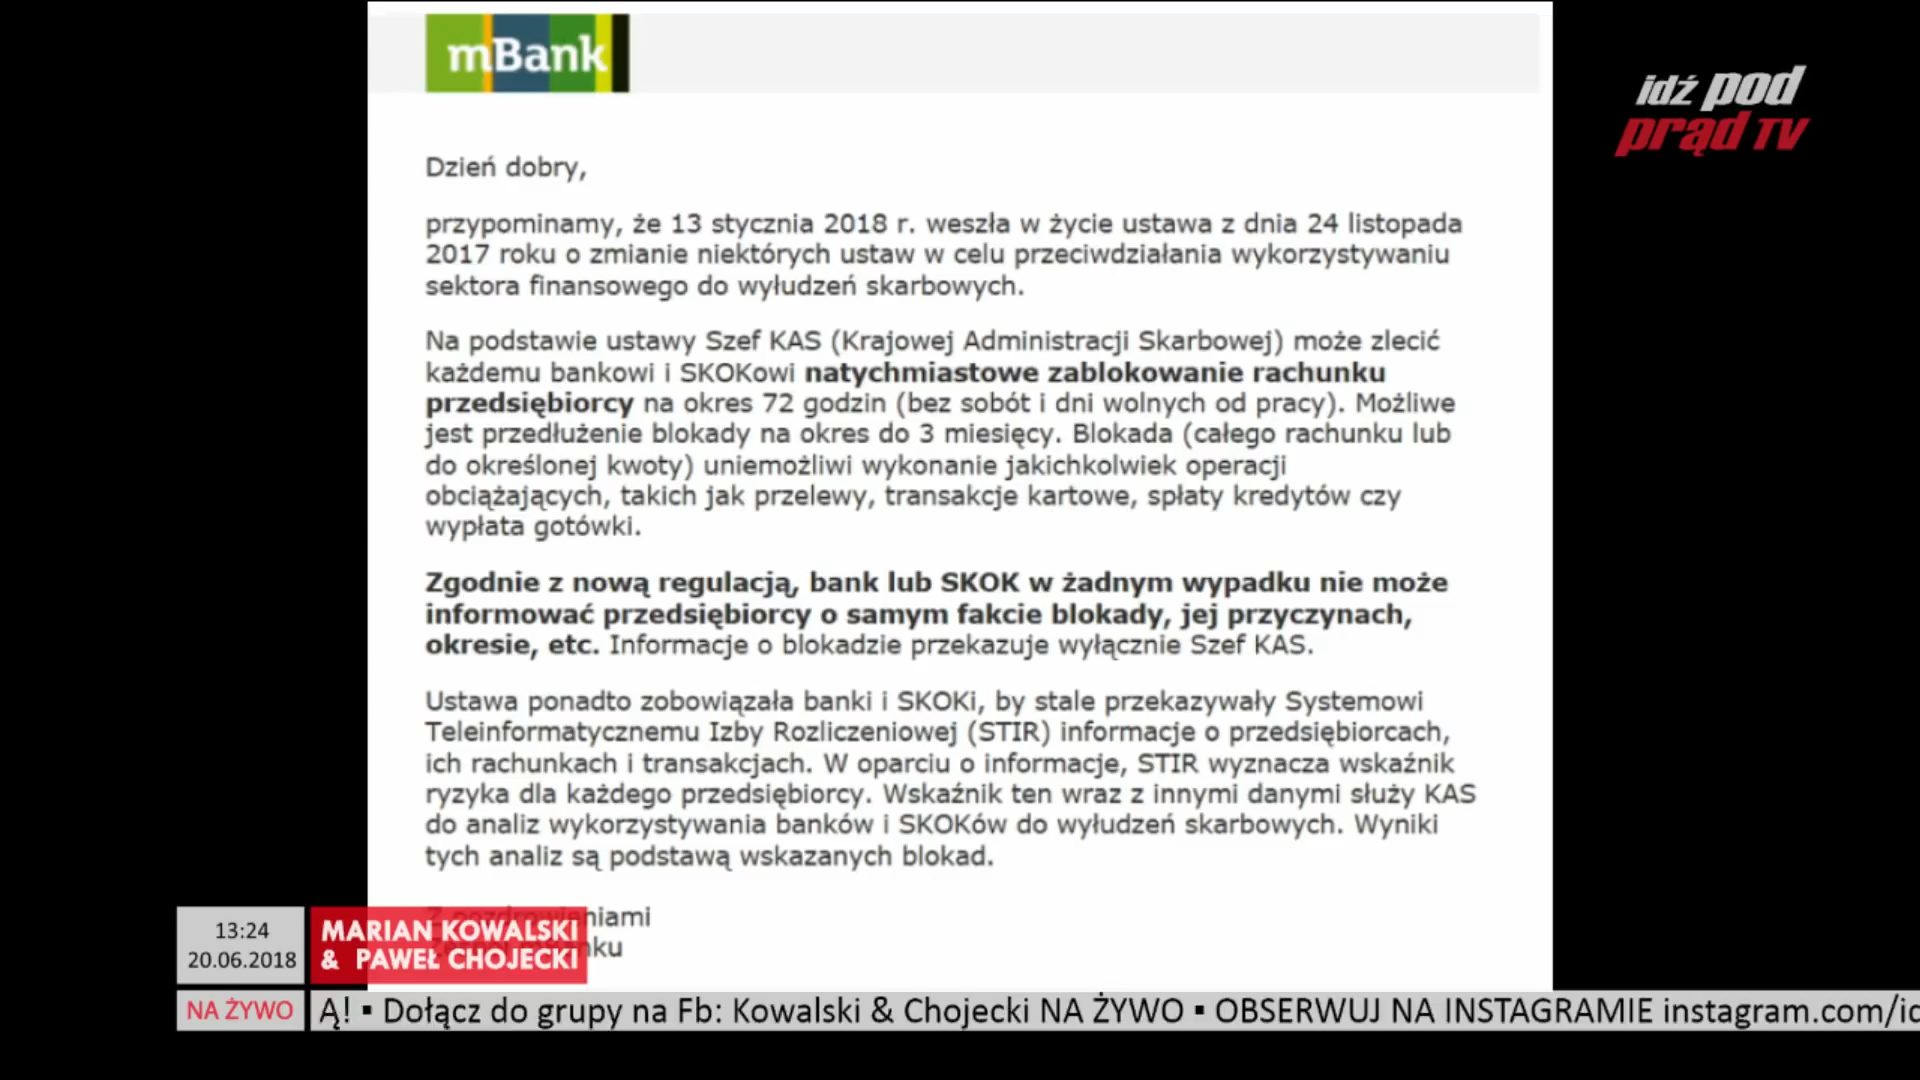 mBank
idź pod
prąd TV
Dzień dobry,
przypominamy, że 13 stycznia 2018 r. weszła w życie ustawa z dnia 24 listopada
2017 roku o zmianie niektórych ustaw w celu przeciwdziałania wykorzystywaniu
sektora finansowego do wyłudzeń skarbowych.
Na podstawie ustawy Szef KAS (Krajowej Administracji Skarbowej) może zlecić
każdemu bankowi i SKOKowi natychmiastowe zablokowanie rachunku
przedsiębiorcy na okres 72 godzin (bez sobót i dni wolnych od pracy). Możliwe
jest przedłużenie blokady na okres do 3 miesięcy. Blokada (całego rachunku lub
do określonej kwoty) uniemożliwi wykonanie jakichkolwiek operacji
obciążających, takich jak przelewy, transakcje kartowe, spłaty kredytów czy
wypłata gotówki.
Zgodnie z nową regulacją, bank lub SKOK w żadnym wypadku nie może
informować przedsiębiorcy o samym fakcie blokady, jej przyczynach,
okresie, etc. Informacje o blokadzie przekazuje wyłącznie Szef KAS.
Ustawa ponadto zobowiązała banki i SKOKi, by stale przekazywały Systemowi
Teleinformatycznemu Izby Rozliczeniowej (STIR) informacje o przedsiębiorcach,
ich rachunkach i transakcjach. W oparciu o informacje, STIR wyznacza wskaźnik
ryzyka dla każdego przedsiębiorcy. Wskaźnik ten wraz z innymi danymi służy KAS
do analiz wykorzystywania banków i SKOKów do wyłudzeń skarbowych. Wyniki
tych analiz są podstawą wskazanych blokad.
Z pozdrowieniami
13:24
20.06.2018
MARIAN KOWALSKI
& PAWEŁ CHOJECKI
NA ŻYWO
Ą! ▪ Dołącz do grupy na Fb: Kowalski & Chojecki NA ŻYWO ▪ OBSERWUJ NA INSTAGRAMIE instagram.com/id